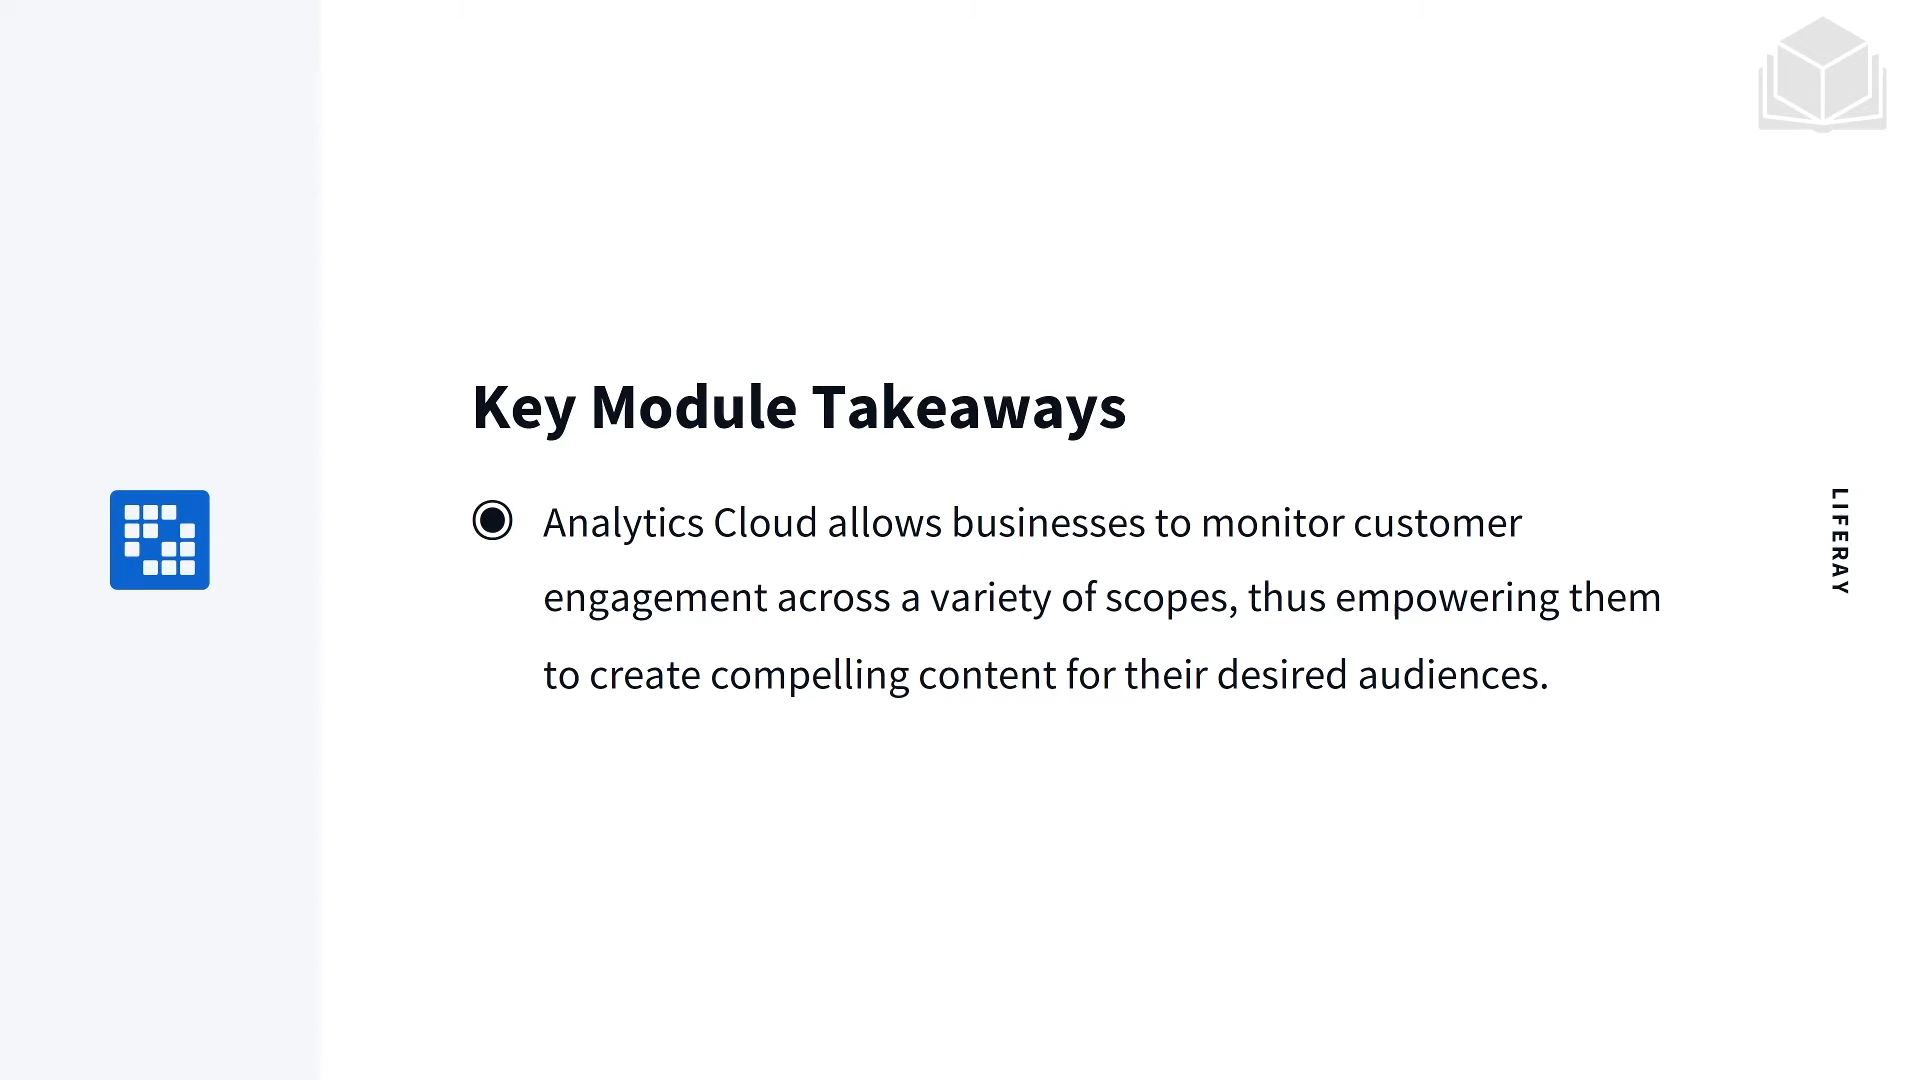 Key Module Takeaways
Analytics Cloud allows businesses to monitor customer
engagement across a variety of scopes, thus empowering them
to create compelling content for their desired audiences.
LIFERAY